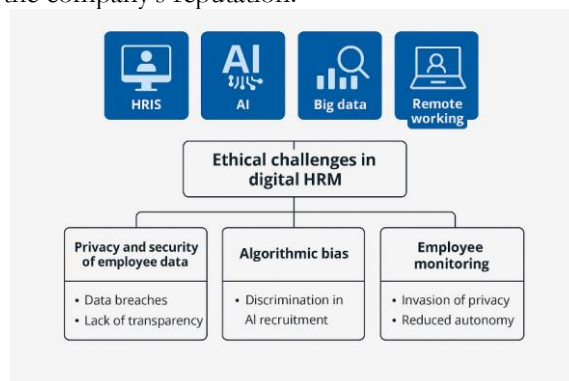 the company's reputation.
HRIS
AI
AI
Big data
Remote
working
Ethical challenges in
digital HRM
Privacy and security
of employee data
• Data breaches
• Lack of transparency
Algorithmic bias
• Discrimination in
AI recruitment
Employee
monitoring
• Invasion of privacy
• Reduced autonomy